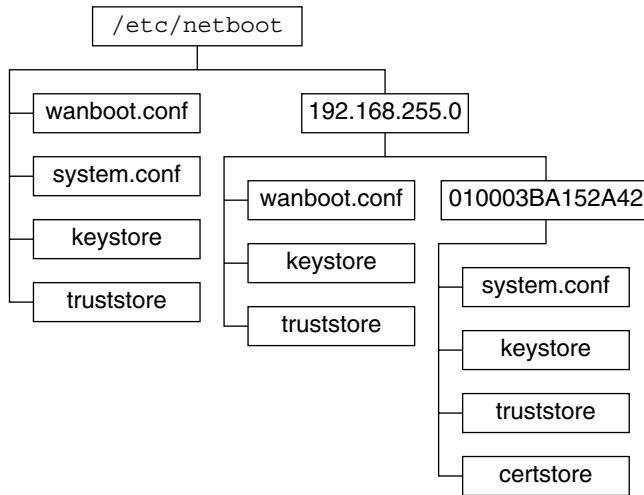 /etc/netboot
wanboot.conf
system.conf
keystore
truststore
192.168.255.0
wanboot.conf
keystore
truststore
010003BA152A42
system.conf
keystore
truststore
certstore